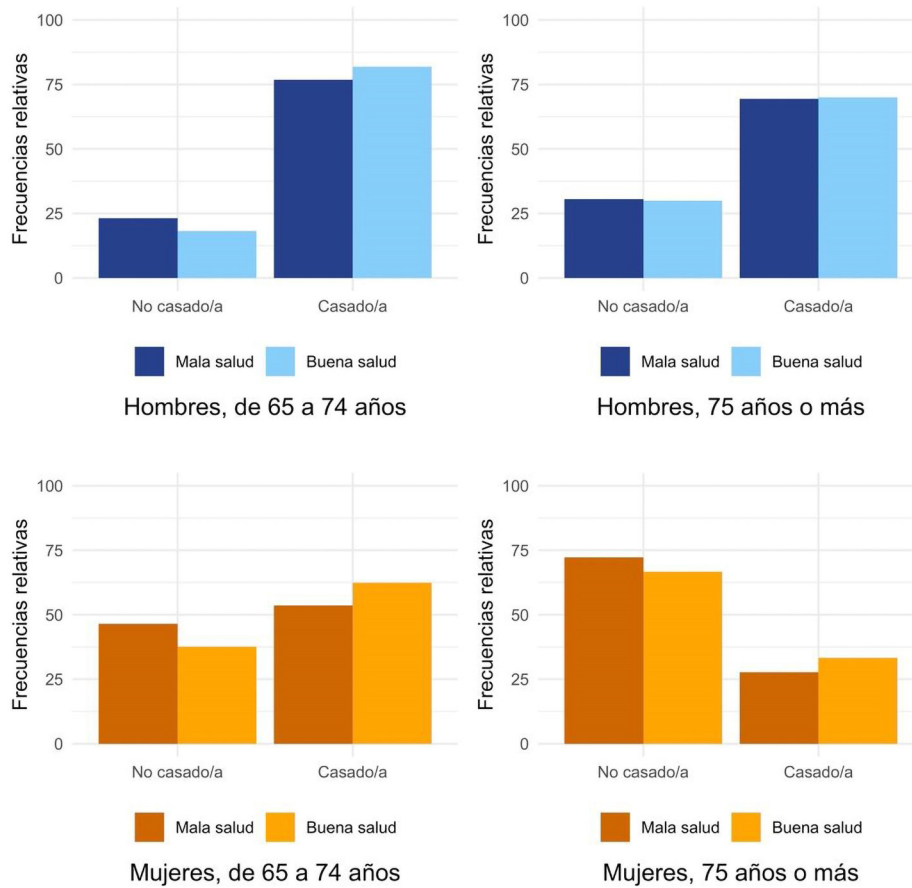 Frecuencias relativas
100
75
50
25
0
No casado/a Casado/a
Mala salud Buena salud
Hombres, de 65 a 74 años
Frecuencias relativas
100
75
50
25
0
No casado/a Casado/a
Mala salud Buena salud
Hombres, 75 años o más
Frecuencias relativas
100
75
50
25
0
No casado/a Casado/a
Mala salud Buena salud
Mujeres, de 65 a 74 años
Frecuencias relativas
100
75
50
25
0
No casado/a Casado/a
Mala salud Buena salud
Mujeres, 75 años o más